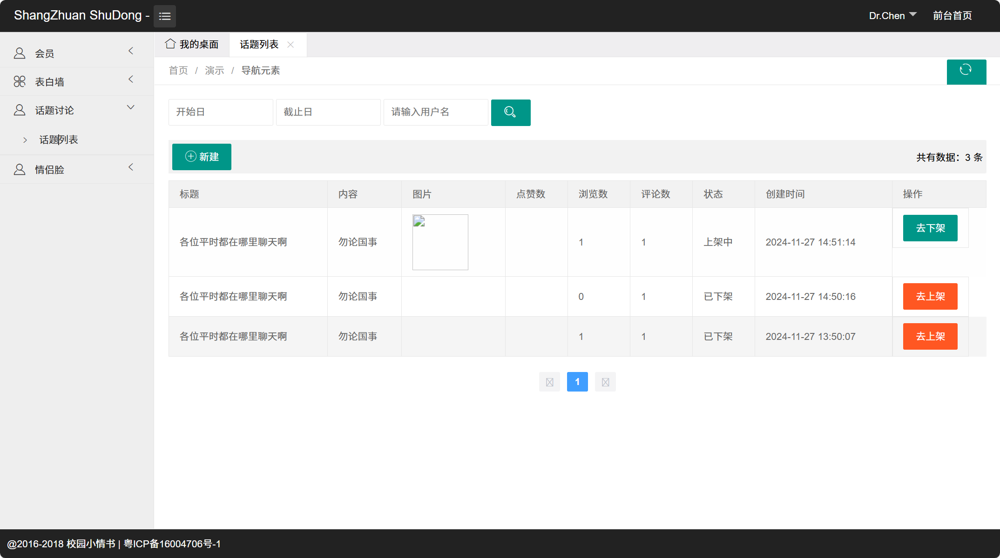 ShangZhuan ShuDong -
Dr.Chen 前台首页
会员
表白墙
话题讨论
话题列表
情侣脸
我的桌面 话题列表
首页 / 演示 / 导航元素
开始日 截止日 请输入用户名
新建 共有数据：3 条
标题 内容 图片 点赞数 浏览数 评论数 状态 创建时间 操作
各位平时都在哪里聊天啊 勿论国事 1 1 上架中 2024-11-27 14:51:14 去下架
各位平时都在哪里聊天啊 勿论国事 0 1 已下架 2024-11-27 14:50:16 去上架
各位平时都在哪里聊天啊 勿论国事 1 1 已下架 2024-11-27 13:50:07 去上架
1
@2016-2018 校园小情书 | 粤ICP备16004706号-1